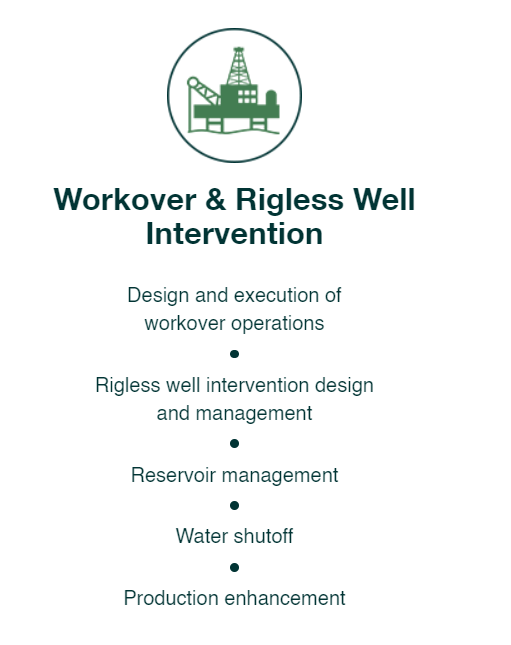 Workover & Rigless Well
Intervention
Design and execution of
workover operations
•
Rigless well intervention design
and management
•
Reservoir management
•
Water shutoff
•
Production enhancement